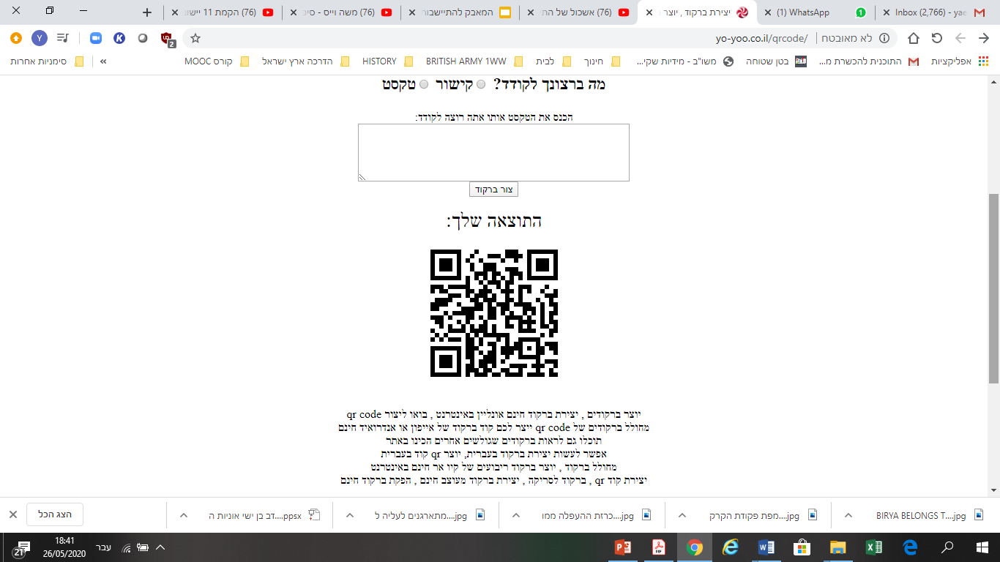 Inbox (2,766) - yae
(1) WhatsApp
יצירת ברקוד , יוצר
(76) אשכול של הת
המאבק להתיישבות
(76) משה וייס - סיפ
(76) הקמת 11 יישוב
yo-yoo.co.il/qrcode/
לא מאובטח
Y
K
2
אפליקציות
התוכנית להכשרת מ...
בטן שטוחה
משו"ב - מידיות שקי...
חינוך
לבית
BRITISH ARMY 1WW
HISTORY
הדרכה ארץ ישראל
קורס MOOC
»
סימניות אחרות
מה ברצונך לקודד? קישור טקסט
הכנס את הטקסט אותו אתה רוצה לקודד:
צור ברקוד
התוצאה שלך:
יוצר ברקודים , יצירת ברקוד חינם אונליין באינטרנט , בואו ליצור qr code
מחולל ברקודים של qr code ייצר לכם קוד ברקוד של אייפון או אנדרואיד חינם
תוכלו גם לראות ברקודים שגולשים אחרים הכינו באתר
אפשר לעשות יצירת ברקוד בעברית, יוצר qr קוד בעברית
מחולל ברקוד , יוצר ברקוד ריבועים של קיו אר חינם באינטרנט
יצירת קוד qr , ברקוד לסריקה , יצירת ברקוד מעוצב חינם , הפקת ברקוד חינם
BIRYA BELONGS T....jpg
מפת פקודת הקרק....jpg
כרזת ההעפלה ממו....jpg
מתארגנים לעליה ל....jpg
דב בן ישי אוניות ה....ppsx
הצג הכל
עבר
18:41
26/05/2020
21